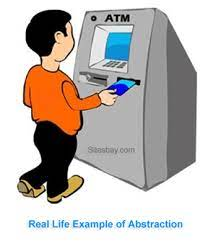 ATM
Sitesbay.com
Real Life Example of Abstraction